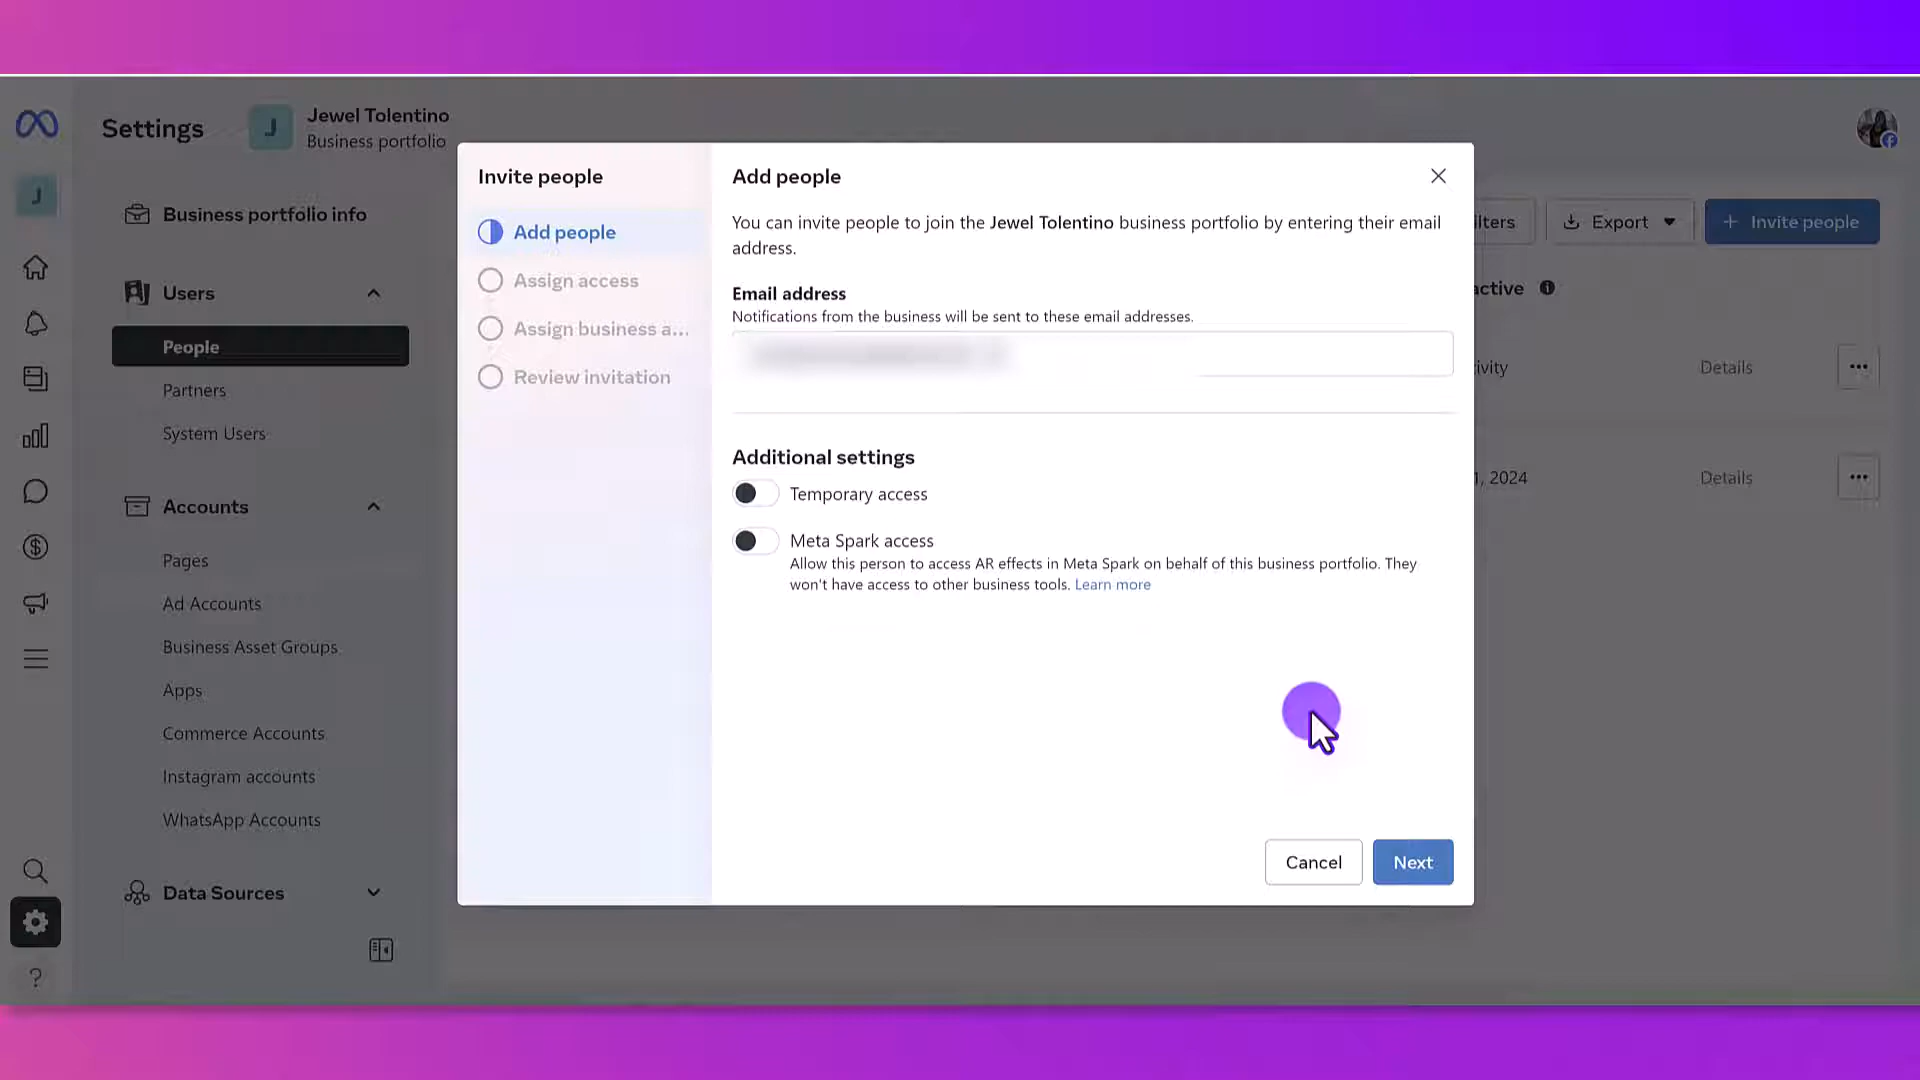 Settings
J
Jewel Tolentino
Business portfolio
J
Business portfolio info
Users
People
Partners
System Users
Accounts
Pages
Ad Accounts
Business Asset Groups
Apps
Commerce Accounts
Instagram accounts
WhatsApp Accounts
Data Sources
?
Invite people
Add people
Assign access
Assign business a...
Review invitation
Add people
You can invite people to join the Jewel Tolentino business portfolio by entering their email
address.
Email address
Notifications from the business will be sent to these email addresses.
Additional settings
Temporary access
Meta Spark access
Allow this person to access AR effects in Meta Spark on behalf of this business portfolio. They
won't have access to other business tools. Learn more
Cancel
Next
Export
+ Invite people
Details
1, 2024
Details